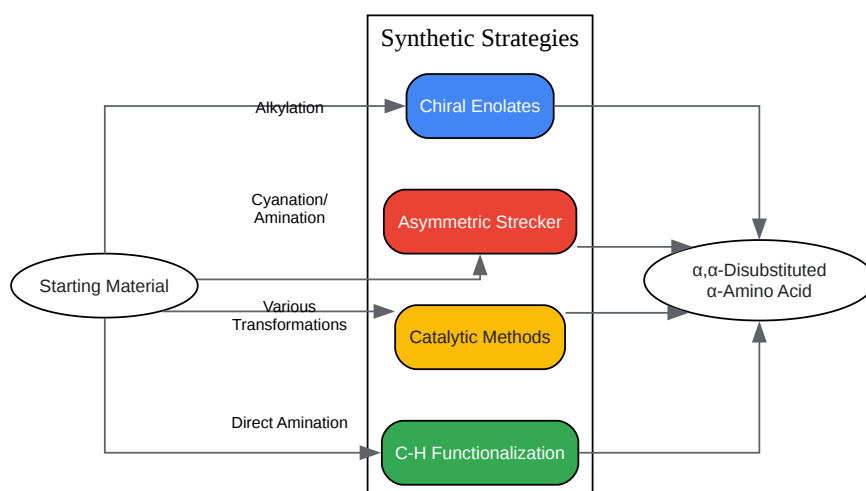 Synthetic Strategies
Alkylation
Chiral Enolates
Cyanation/
Amination
Asymmetric Strecker
Starting Material
α,α-Disubstituted
α-Amino Acid
Various
Transformations
Catalytic Methods
Direct Amination
C-H Functionalization